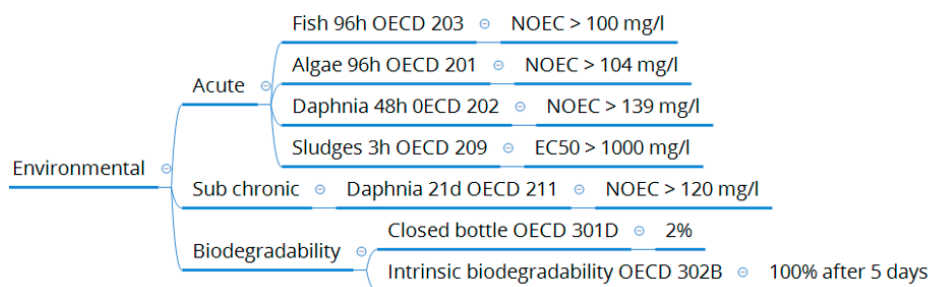 Fish 96h OECD 203 NOEC > 100 mg/l
Algae 96h OECD 201 NOEC > 104 mg/l
Acute
Daphnia 48h 0ECD 202 NOEC > 139 mg/l
Sludges 3h OECD 209 EC50 > 1000 mg/l
Environmental
Sub chronic Daphnia 21d OECD 211 NOEC > 120 mg/l
Closed bottle OECD 301D 2%
Biodegradability
Intrinsic biodegradability OECD 302B 100% after 5 days